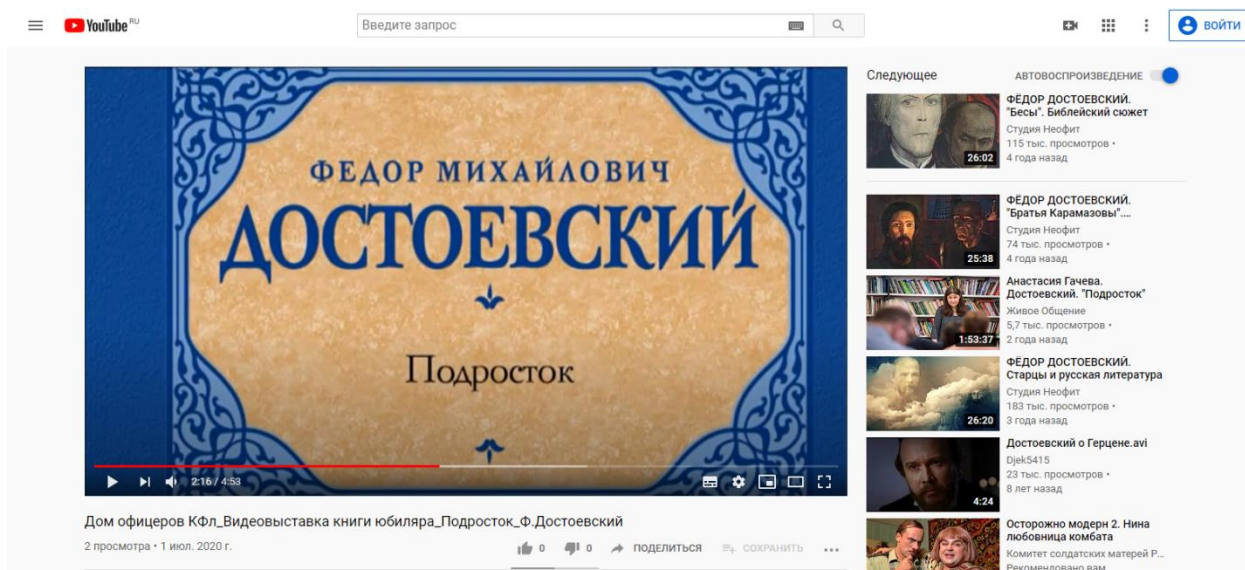 YouTube RU
Введите запрос
ВОЙТИ
ФЕДОР МИХАЙЛОВИЧ
ДОСТОЕВСКИЙ
Подросток
2:16 / 4:53
Дом офицеров КФл_Видеовыставка книги юбиляра_Подросток_Ф.Достоевский
2 просмотра • 1 июл. 2020 г.
0
0
ПОДЕЛИТЬСЯ
СОХРАНИТЬ
Следующее
АВТОВОСПРОИЗВЕДЕНИЕ
ФЁДОР ДОСТОЕВСКИЙ.
"Бесы". Библейский сюжет
Студия Неофит
115 тыс. просмотров •
4 года назад
26:02
ФЁДОР ДОСТОЕВСКИЙ.
"Братья Карамазовы"....
Студия Неофит
74 тыс. просмотров •
4 года назад
25:38
Анастасия Гачева.
Достоевский. "Подросток"
Живое Общение
5,7 тыс. просмотров •
2 года назад
1:53:37
ФЁДОР ДОСТОЕВСКИЙ.
Старцы и русская литература
Студия Неофит
183 тыс. просмотров •
3 года назад
26:20
Достоевский о Герцене.avi
Djek5415
23 тыс. просмотров •
8 лет назад
4:24
Осторожно модерн 2. Нина
любовница комбата
Комитет солдатских матерей Р...
Рекомендовано вам